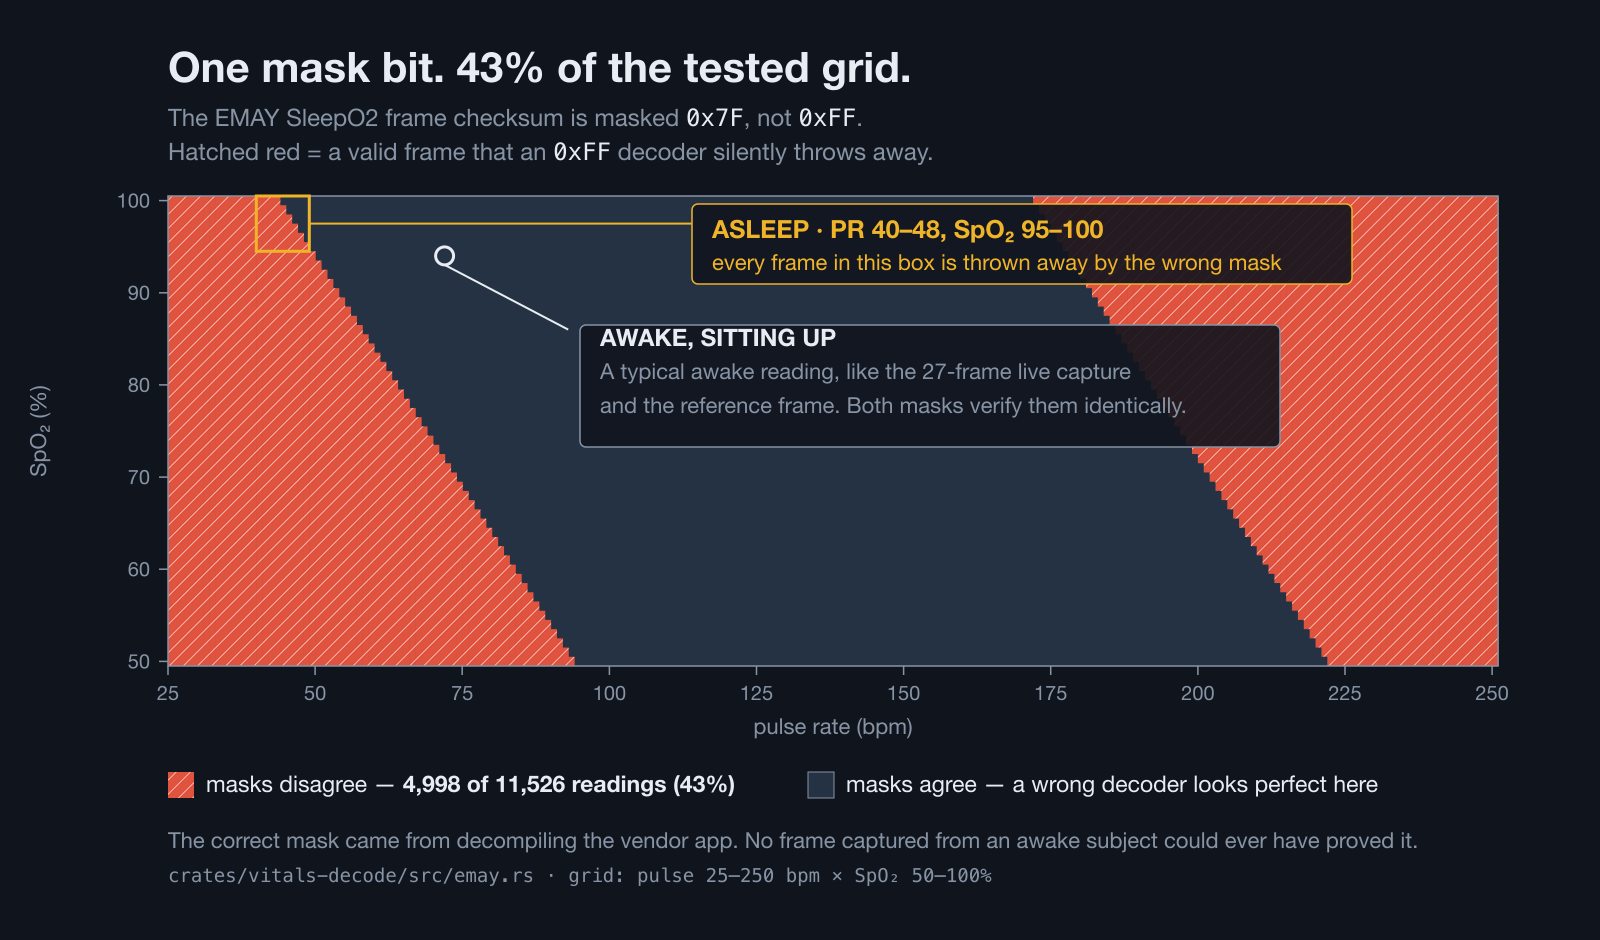 One mask bit. 43% of the tested grid.
The EMAY SleepO2 frame checksum is masked 0x7F, not 0xFF.
Hatched red = a valid frame that an 0xFF decoder silently throws away.
100
90
80
70
60
50
SpO₂ (%)
ASLEEP · PR 40–48, SpO₂ 95–100
every frame in this box is thrown away by the wrong mask
AWAKE, SITTING UP
A typical awake reading, like the 27-frame live capture
and the reference frame. Both masks verify them identically.
25 50 75 100 125 150 175 200 225 250
pulse rate (bpm)
masks disagree — 4,998 of 11,526 readings (43%)
masks agree — a wrong decoder looks perfect here
The correct mask came from decompiling the vendor app. No frame captured from an awake subject could ever have proved it.
crates/vitals-decode/src/emay.rs · grid: pulse 25–250 bpm × SpO₂ 50–100%